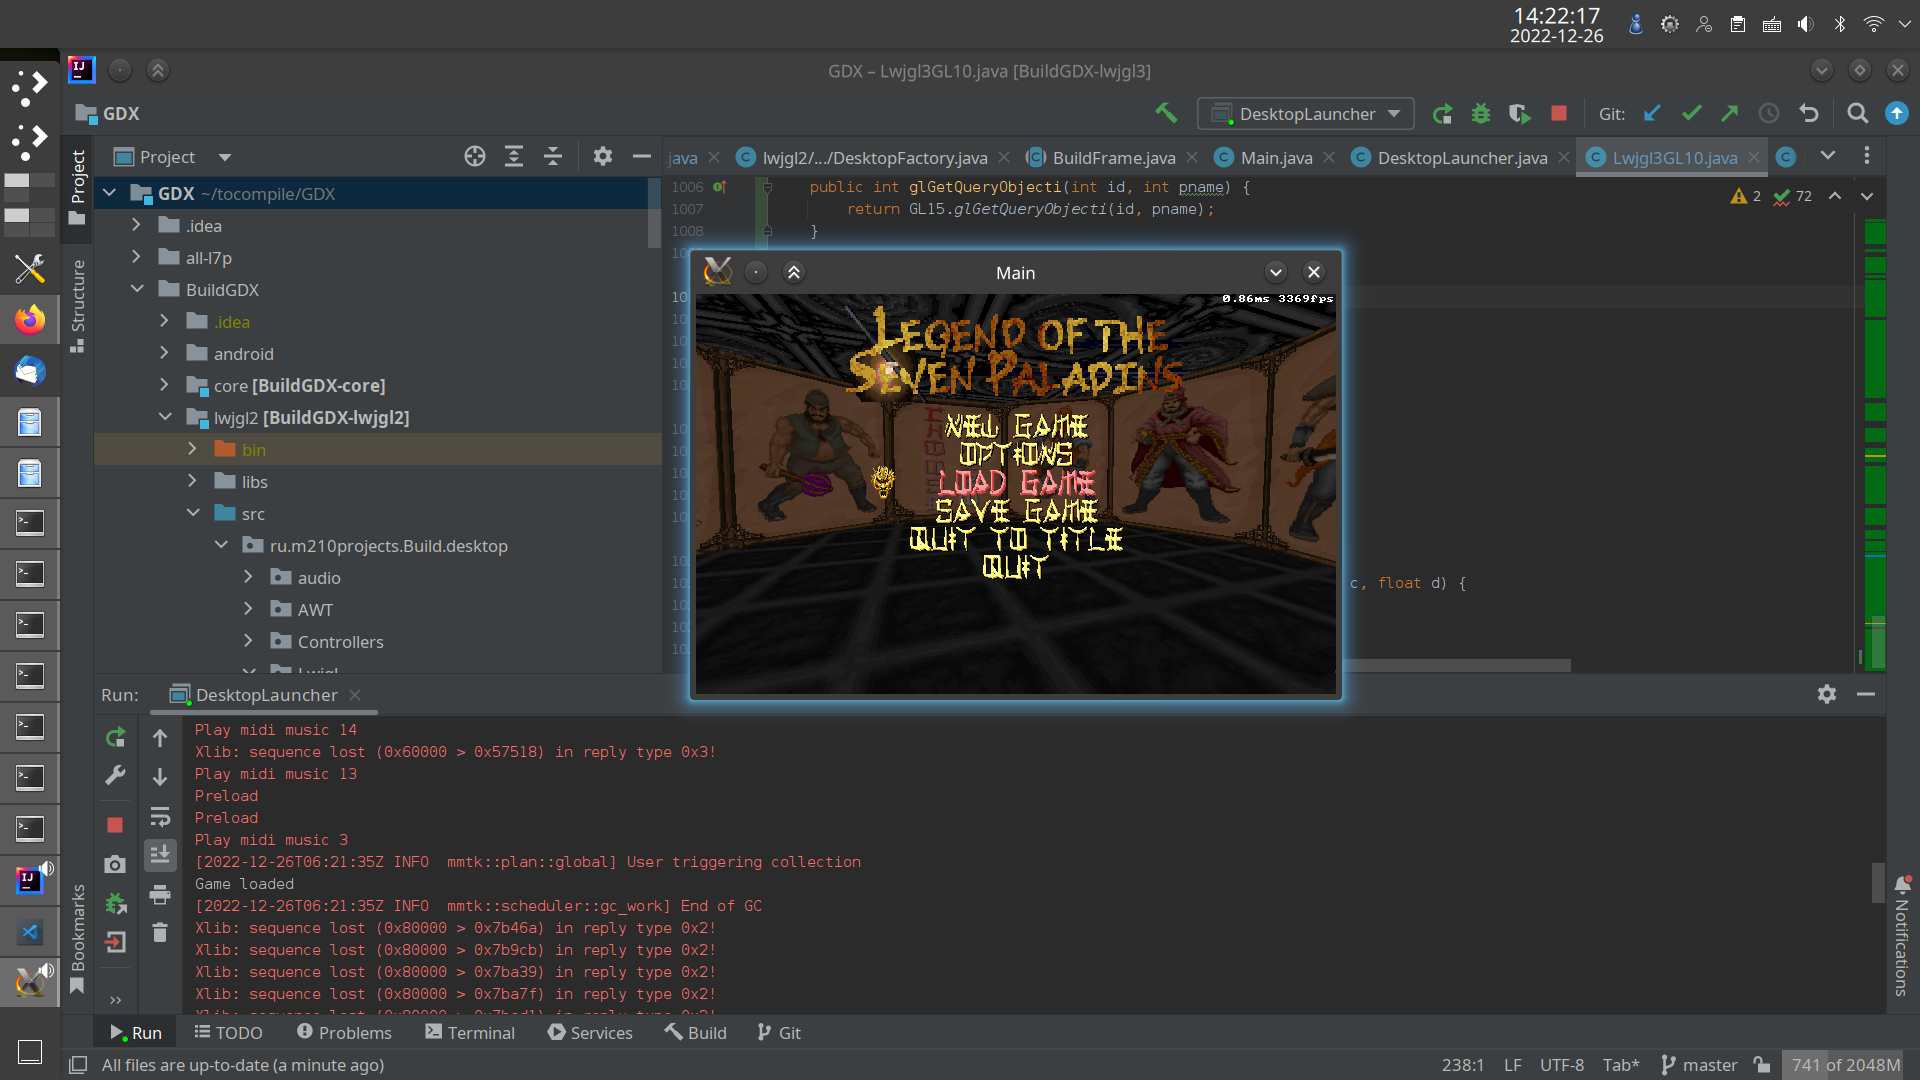 14:22:17
2022-12-26
GDX – Lwjgl3GL10.java [BuildGDX-lwjgl3]
GDX
DesktopLauncher
Git:
Project
java
lwjgl2/.../DesktopFactory.java
BuildFrame.java
Main.java
DesktopLauncher.java
Lwjgl3GL10.java
Project
Structure
Bookmarks
Notifications
GDX ~/tocompile/GDX
.idea
all-l7p
BuildGDX
.idea
android
core [BuildGDX-core]
lwjgl2 [BuildGDX-lwjgl2]
bin
libs
src
ru.m210projects.Build.desktop
audio
AWT
Controllers
Lwjgl
1006 public int glGetQueryObjecti(int id, int pname) {
1007 return GL15.glGetQueryObjecti(id, pname);
1008 }
2 72
c, float d) {
Main
0.86ms 3369fps
LEGEND OF THE
SEVEN PALADINS
NEW GAME
OPTIONS
LOAD GAME
SAVE GAME
QUIT TO TITLE
QUIT
Run: DesktopLauncher
Play midi music 14
Xlib: sequence lost (0x60000 > 0x57518) in reply type 0x3!
Play midi music 13
Preload
Preload
Play midi music 3
[2022-12-26T06:21:35Z INFO  mmtk::plan::global] User triggering collection
Game loaded
[2022-12-26T06:21:35Z INFO  mmtk::scheduler::gc_work] End of GC
Xlib: sequence lost (0x80000 > 0x7b46a) in reply type 0x2!
Xlib: sequence lost (0x80000 > 0x7b9cb) in reply type 0x2!
Xlib: sequence lost (0x80000 > 0x7ba39) in reply type 0x2!
Xlib: sequence lost (0x80000 > 0x7ba7f) in reply type 0x2!
Run
TODO
Problems
Terminal
Services
Build
Git
All files are up-to-date (a minute ago)
238:1 LF UTF-8 Tab* master 741 of 2048M